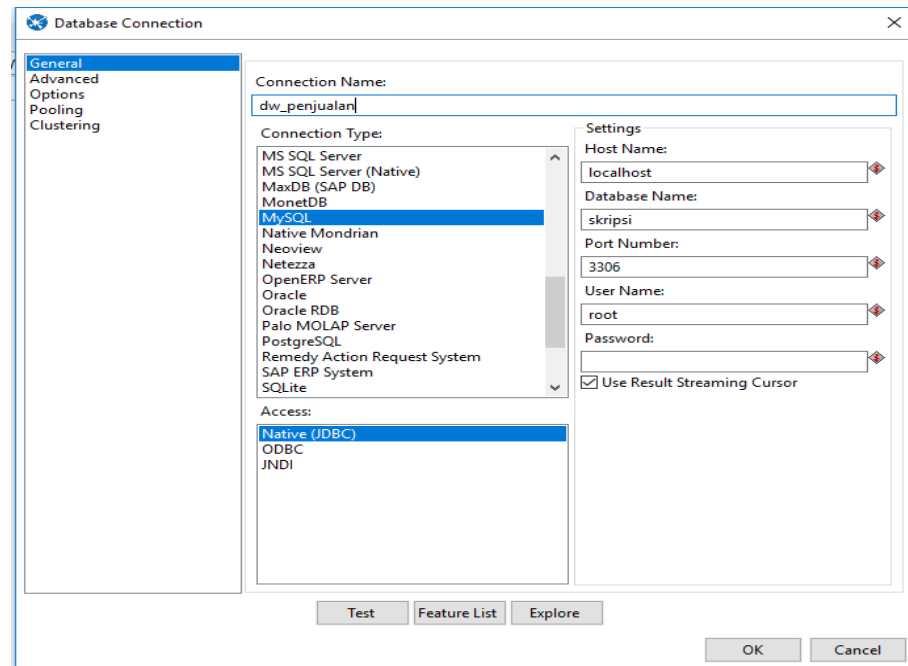 Database Connection
General
Advanced
Options
Pooling
Clustering
Connection Name:
dw_penjualan
Connection Type:
MS SQL Server
MS SQL Server (Native)
MaxDB (SAP DB)
MonetDB
MySQL
Native Mondrian
Neoview
Netezza
OpenERP Server
Oracle
Oracle RDB
Palo MOLAP Server
PostgreSQL
Remedy Action Request System
SAP ERP System
SQLite
Access:
Native (JDBC)
ODBC
JNDI
Settings
Host Name:
localhost
Database Name:
skripsi
Port Number:
3306
User Name:
root
Password:
Use Result Streaming Cursor
Test Feature List Explore
OK Cancel